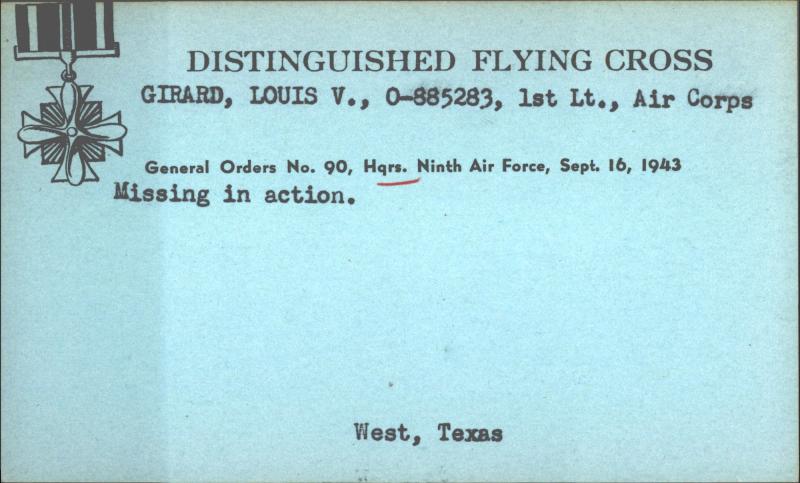 DISTINGUISHED FLYING CROSS
GIRARD, LOUIS V., O-885283, 1st Lt., Air Corps
General Orders No. 90, Hqrs. Ninth Air Force, Sept. 16, 1943
Missing in action.
West, Texas